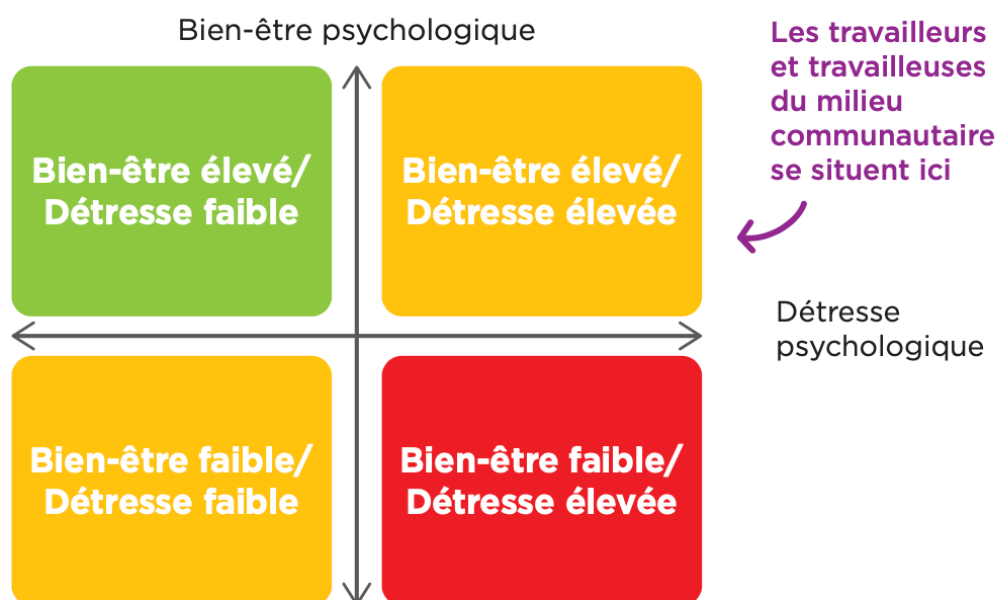 Bien-être psychologique
Les travailleurs
et travailleuses
du milieu
communautaire
se situent ici
Bien-être élevé/
Détresse faible
Bien-être élevé/
Détresse élevée
Détresse
psychologique
Bien-être faible/
Détresse faible
Bien-être faible/
Détresse élevée